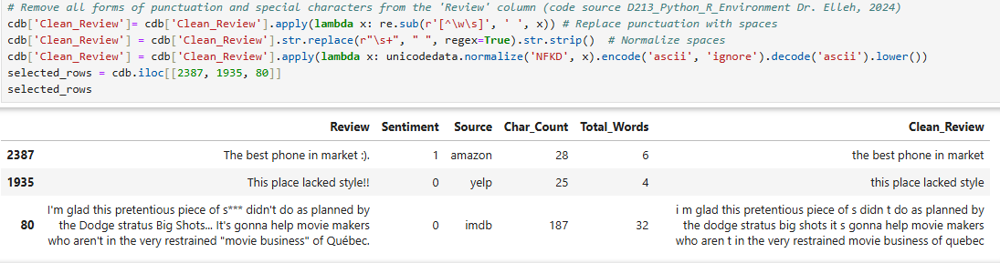 # Remove all forms of punctuation and special characters from the 'Review' column (code source D213_Python_R_Environment Dr. Elleh, 2024)
cdb['Clean_Review']= cdb['Clean_Review'].apply(lambda x: re.sub(r'[^\w\s]', ' ', x)) # Replace punctuation with spaces
cdb['Clean_Review'] = cdb['Clean_Review'].str.replace(r"\s+", " ", regex=True).str.strip()  # Normalize spaces
cdb['Clean_Review'] = cdb['Clean_Review'].apply(lambda x: unicodedata.normalize('NFKD', x).encode('ascii', 'ignore').decode('ascii').lower())
selected_rows = cdb.iloc[[2387, 1935, 80]]
selected_rows
Review Sentiment Source Char_Count Total_Words Clean_Review
2387 The best phone in market :). 1 amazon 28 6 the best phone in market
1935 This place lacked style!! 0 yelp 25 4 this place lacked style
I'm glad this pretentious piece of s*** didn't do as planned by i m glad this pretentious piece of s didn t do as planned by
80 the Dodge stratus Big Shots... It's gonna help movie makers 0 imdb 187 32 the dodge stratus big shots it s gonna help movie makers
who aren't in the very restrained "movie business" of Québec. who aren t in the very restrained movie business of quebec